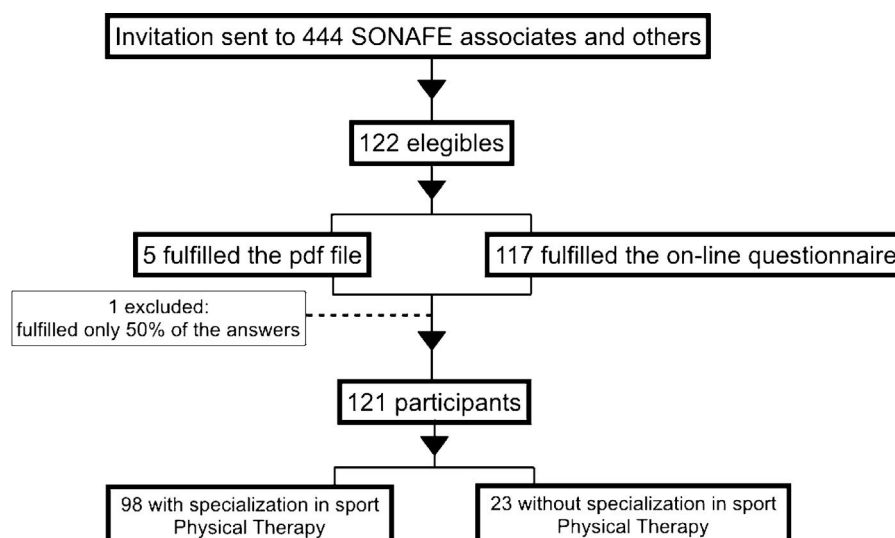 Invitation sent to 444 SONAFE associates and others
122 elegibles
5 fulfilled the pdf file
117 fulfilled the on-line questionnaire
1 excluded:
fulfilled only 50% of the answers
121 participants
98 with specialization in sport
Physical Therapy
23 without specialization in sport
Physical Therapy